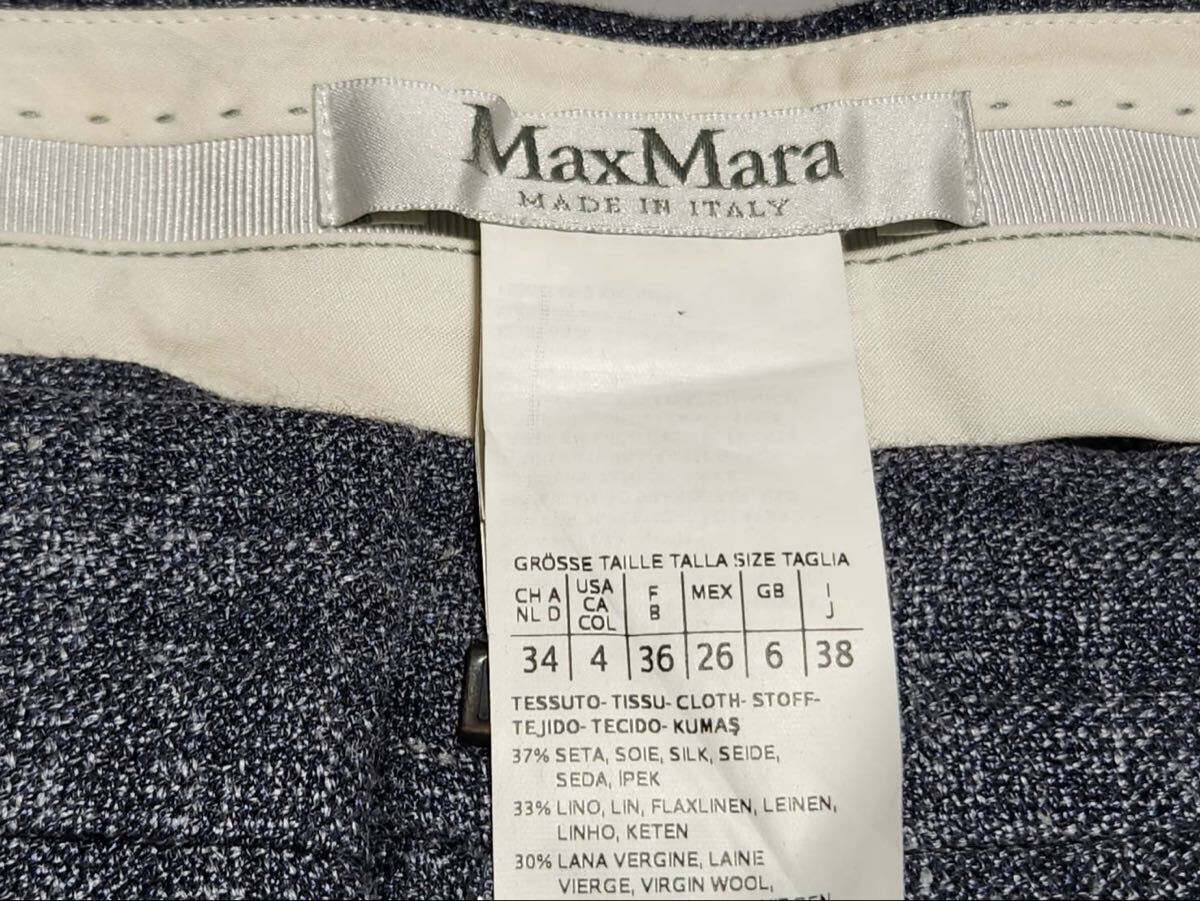 MaxMara
MADE IN ITALY
GRÖSSE TAILLE TALLA SIZE TAGLIA
CH A NL D | USA CA COL | F B | MEX | GB | I J
34 | 4 | 36 | 26 | 6 | 38
TESSUTO- TISSU- CLOTH- STOFF-
TEJIDO- TECIDO- KUMAŞ
37% SETA, SOIE, SILK, SEIDE,
SEDA, İPEK
33% LINO, LIN, FLAXLINEN, LEINEN,
LINHO, KETEN
30% LANA VERGINE, LAINE
VIERGE, VIRGIN WOOL,